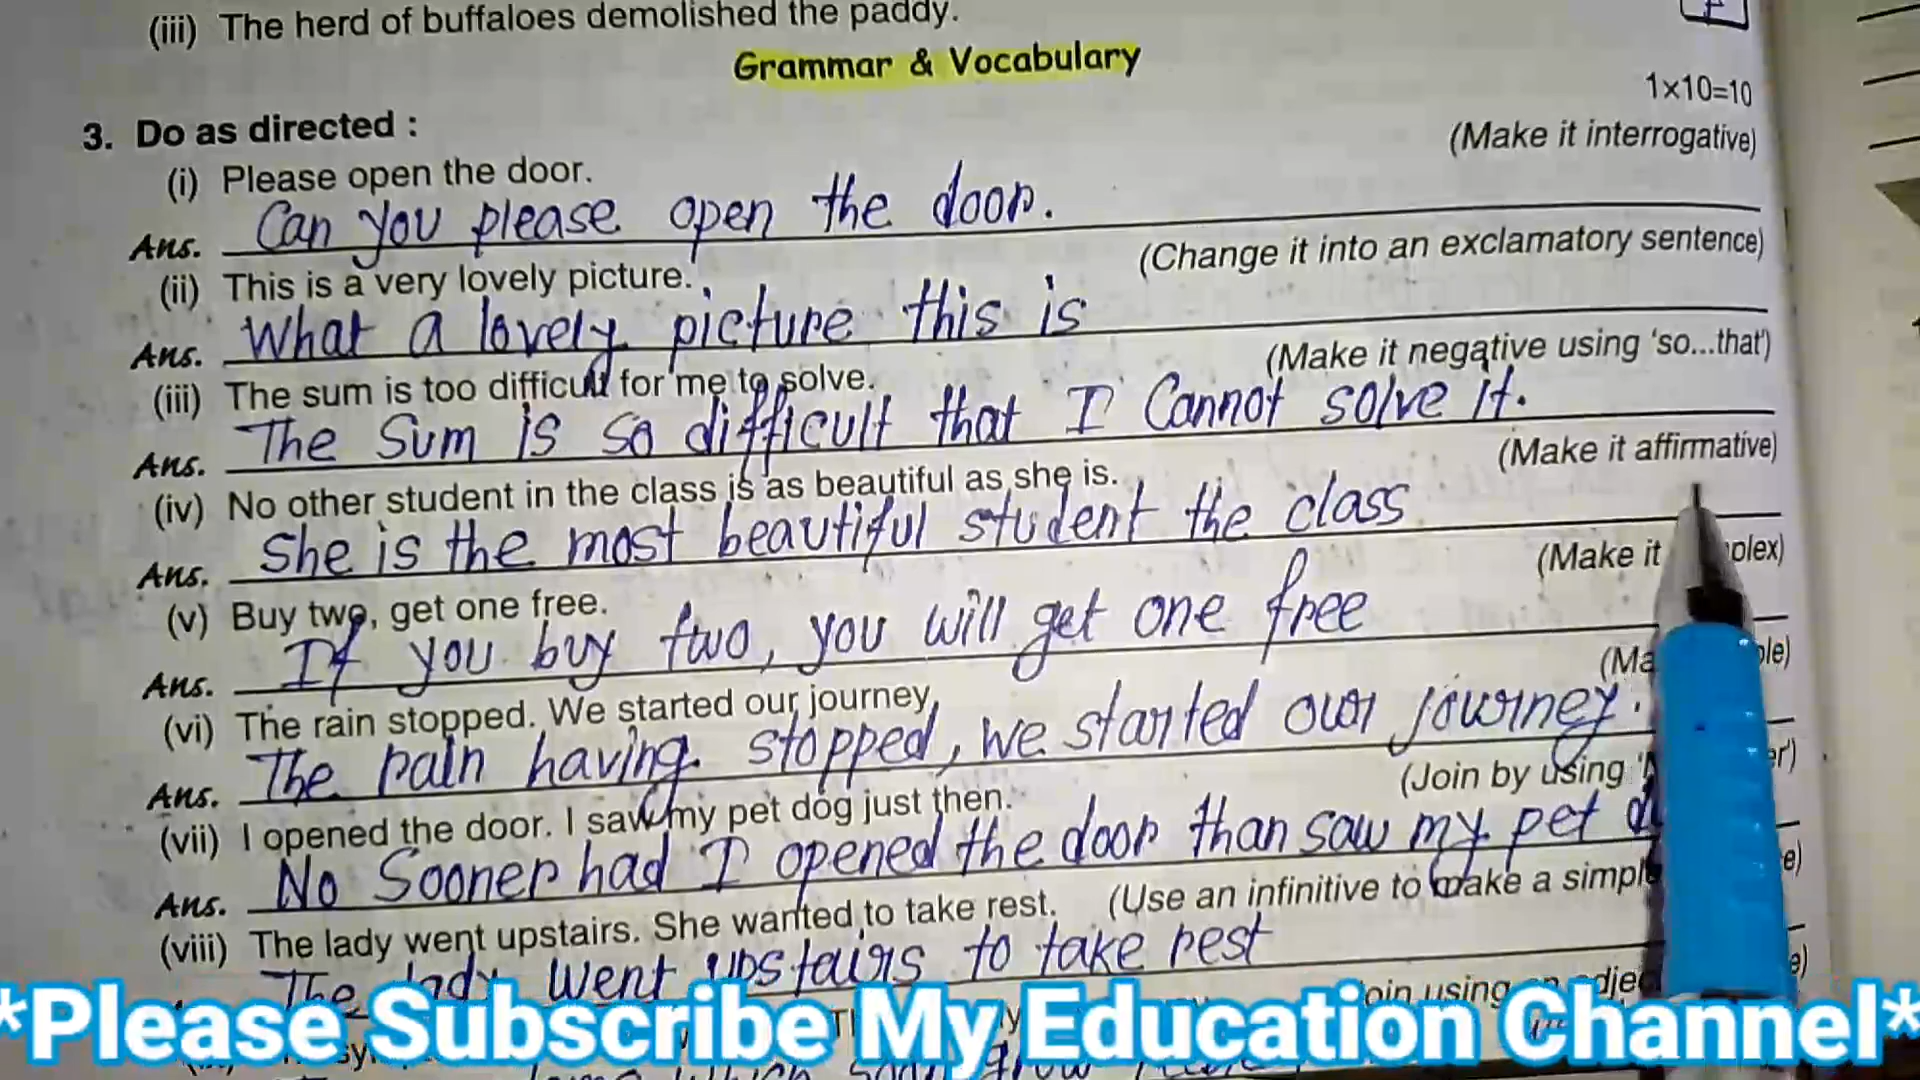 (iii) The herd of buffaloes demolished the paddy.
Grammar & Vocabulary
1×10=10
3. Do as directed :
(i) Please open the door. (Make it interrogative)
Ans. Can you please open the door.
(ii) This is a very lovely picture. (Change it into an exclamatory sentence)
Ans. What a lovely picture this is
(iii) The sum is too difficult for me to solve. (Make it negative using 'so...that')
Ans. The Sum is so difficult that I Cannot solve it.
(iv) No other student in the class is as beautiful as she is. (Make it affirmative)
Ans. She is the most beautiful student the class
(v) Buy two, get one free. (Make it
Ans. If you buy two, you will get one free
(vi) The rain stopped. We started our journey.
Ans. The rain having stopped, we started our journey.
(vii) I opened the door. I saw my pet dog just then. (Join by using
Ans. No Sooner had I opened the door than saw my pet
(viii) The lady went upstairs. She wanted to take rest. (Use an infinitive to make a
The lady went upstairs to take rest
using
*Please Subscribe My Education Channel*